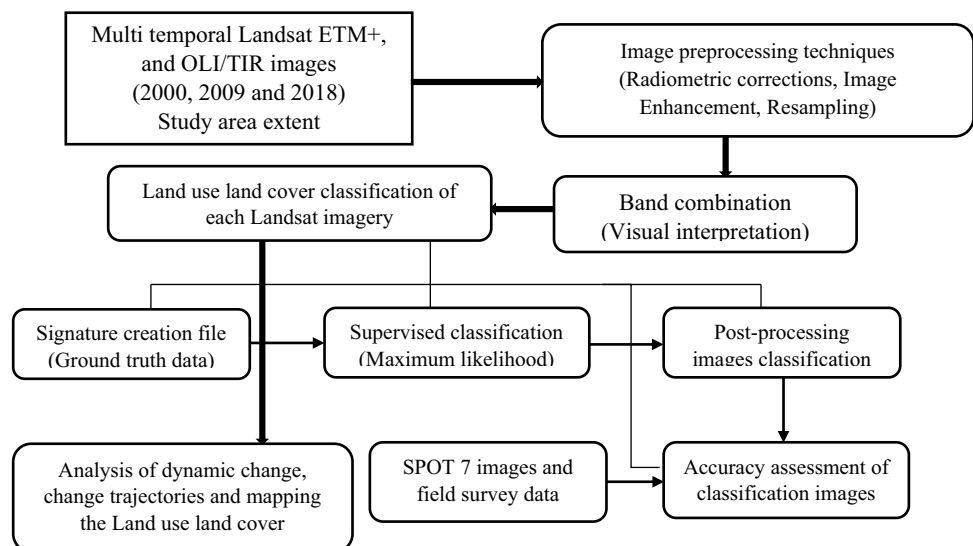 Multi temporal Landsat ETM+,
and OLI/TIR images
(2000, 2009 and 2018)
Study area extent
Image preprocessing techniques
(Radiometric corrections, Image
Enhancement, Resampling)
Land use land cover classification of
each Landsat imagery
Band combination
(Visual interpretation)
Signature creation file
(Ground truth data)
Supervised classification
(Maximum likelihood)
Post-processing
images classification
Analysis of dynamic change,
change trajectories and mapping
the Land use land cover
SPOT 7 images and
field survey data
Accuracy assessment of
classification images